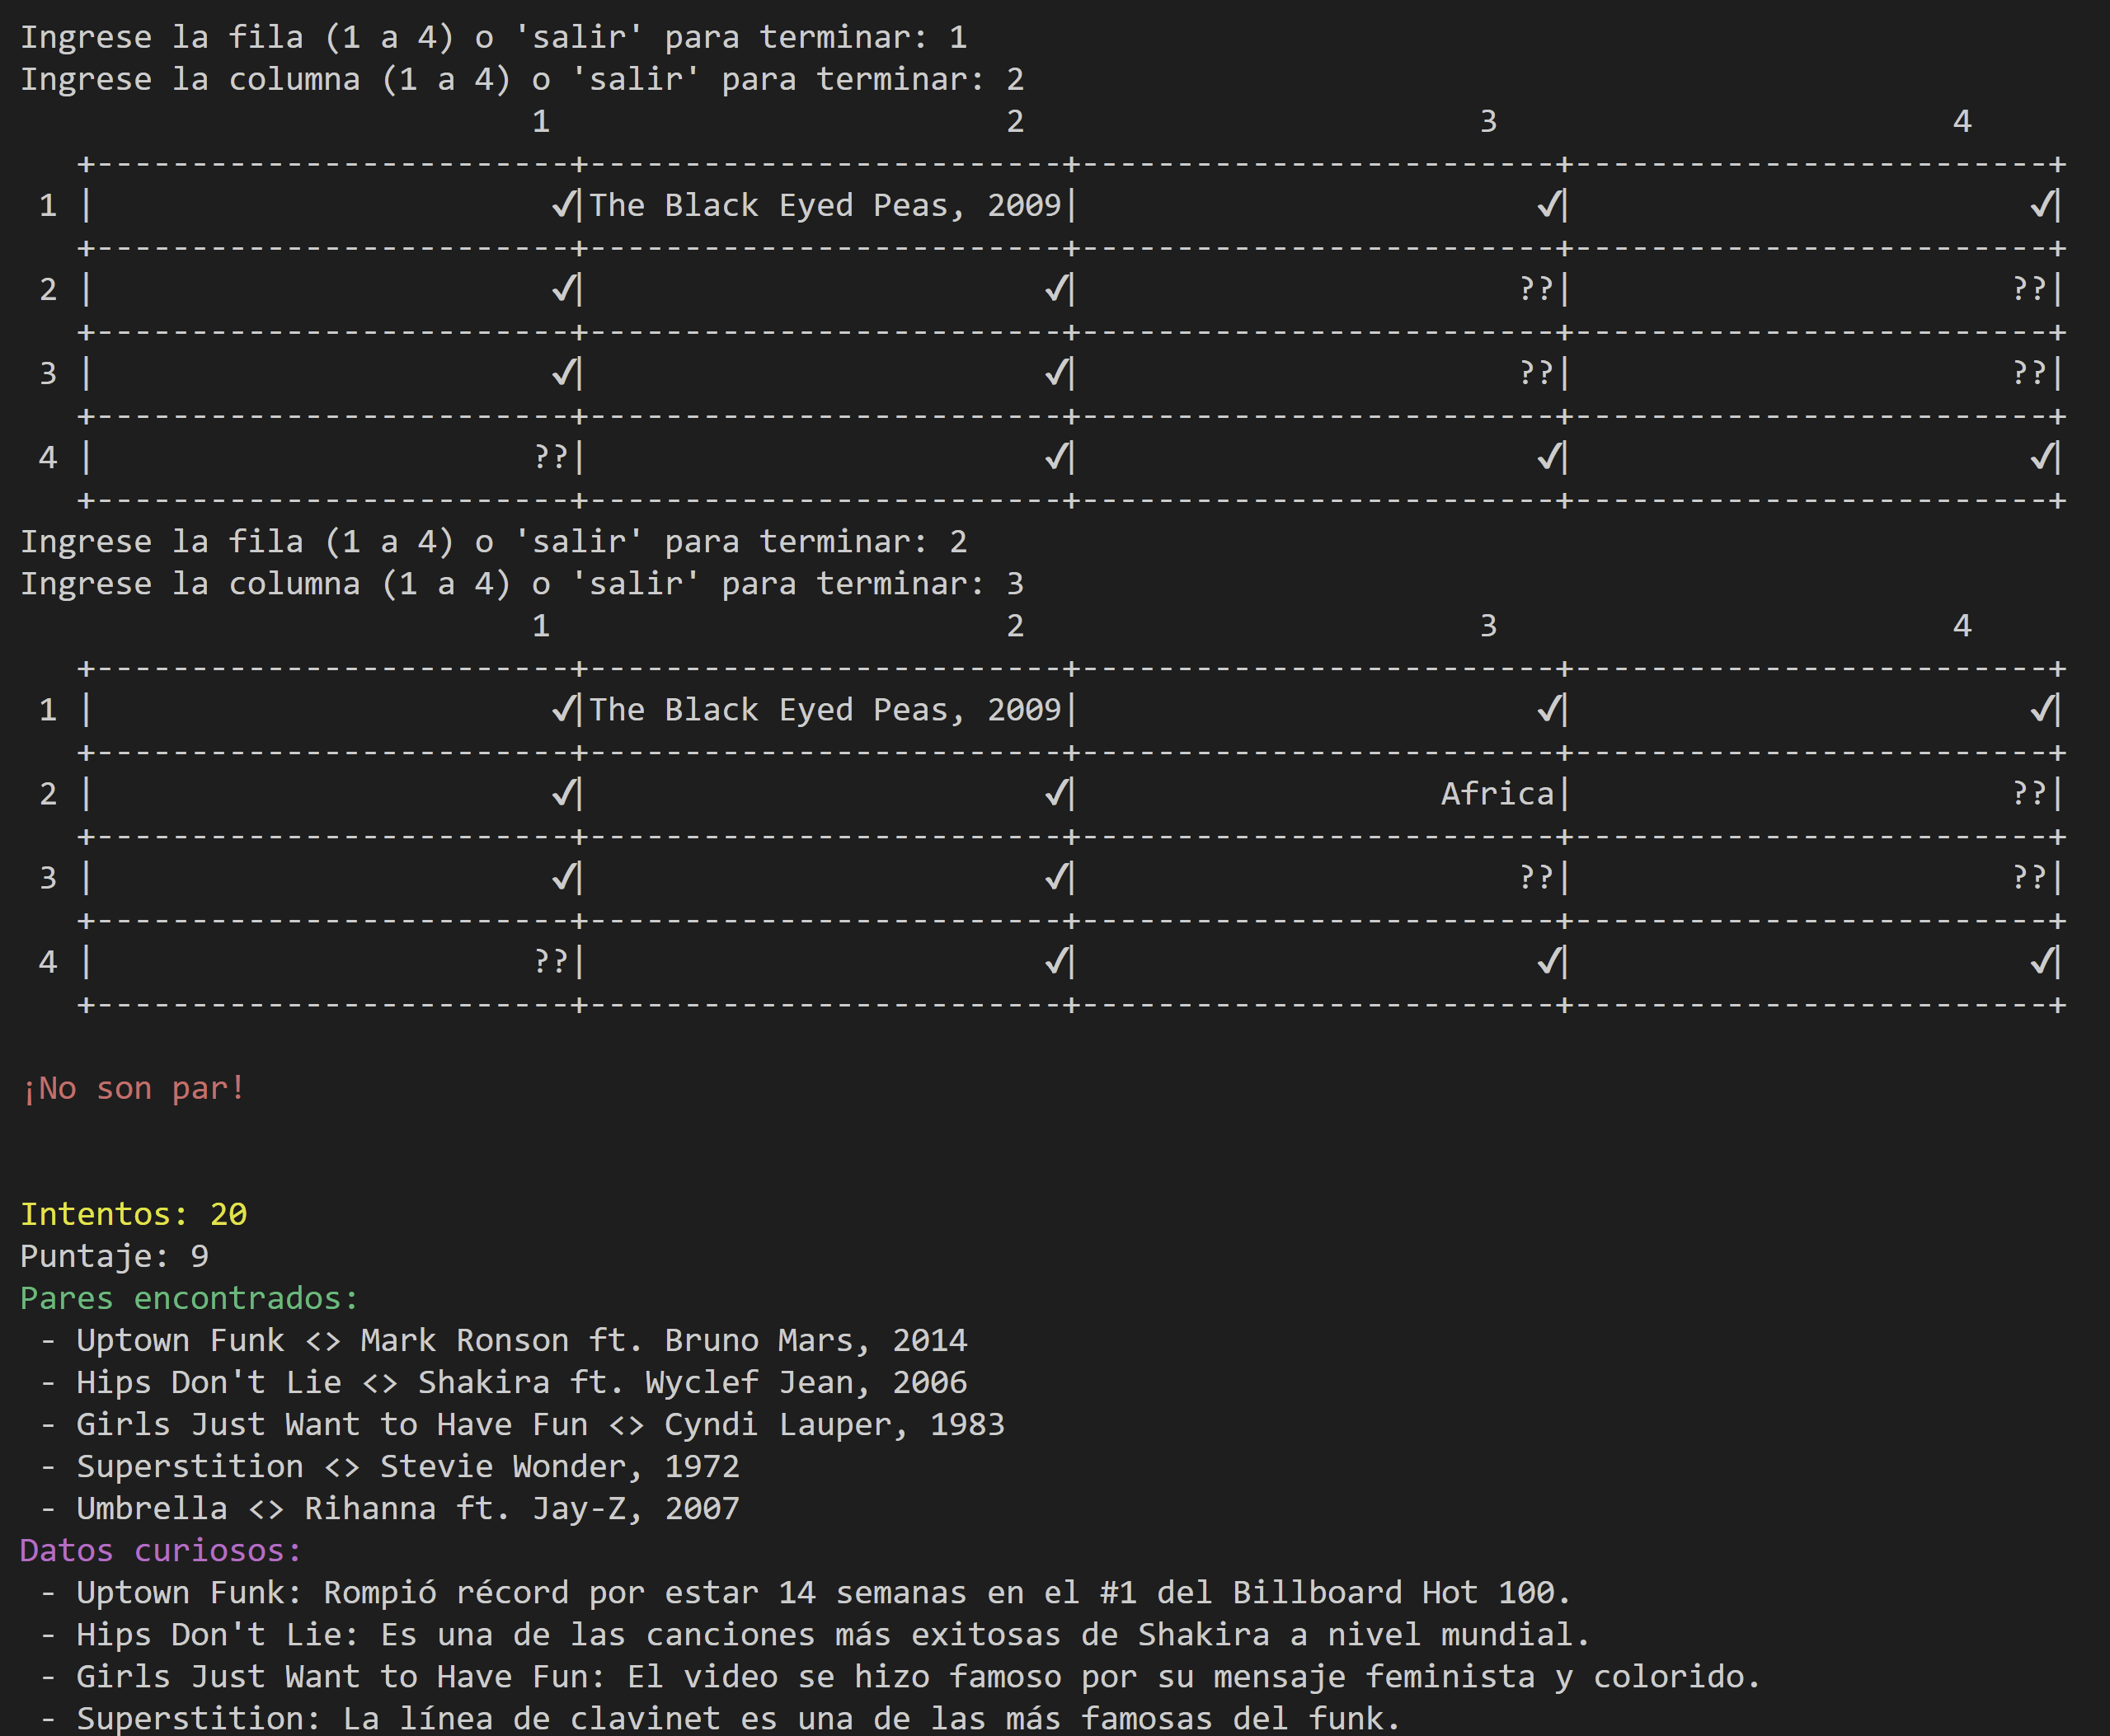 Ingrese la fila (1 a 4) o 'salir' para terminar: 1
Ingrese la columna (1 a 4) o 'salir' para terminar: 2
                           1                        2                        3                        4
   +-------------------------+-------------------------+-------------------------+-------------------------+
 1 |                        ✓|The Black Eyed Peas, 2009|                        ✓|                        ✓|
   +-------------------------+-------------------------+-------------------------+-------------------------+
 2 |                        ✓|                        ✓|                       ??|                       ??|
   +-------------------------+-------------------------+-------------------------+-------------------------+
 3 |                        ✓|                        ✓|                       ??|                       ??|
   +-------------------------+-------------------------+-------------------------+-------------------------+
 4 |                       ??|                        ✓|                        ✓|                        ✓|
   +-------------------------+-------------------------+-------------------------+-------------------------+
Ingrese la fila (1 a 4) o 'salir' para terminar: 2
Ingrese la columna (1 a 4) o 'salir' para terminar: 3
                           1                        2                        3                        4
   +-------------------------+-------------------------+-------------------------+-------------------------+
 1 |                        ✓|The Black Eyed Peas, 2009|                        ✓|                        ✓|
   +-------------------------+-------------------------+-------------------------+-------------------------+
 2 |                        ✓|                        ✓|                   Africa|                       ??|
   +-------------------------+-------------------------+-------------------------+-------------------------+
 3 |                        ✓|                        ✓|                       ??|                       ??|
   +-------------------------+-------------------------+-------------------------+-------------------------+
 4 |                       ??|                        ✓|                        ✓|                        ✓|
   +-------------------------+-------------------------+-------------------------+-------------------------+
¡No son par!
Intentos: 20
Puntaje: 9
Pares encontrados:
 - Uptown Funk <> Mark Ronson ft. Bruno Mars, 2014
 - Hips Don't Lie <> Shakira ft. Wyclef Jean, 2006
 - Girls Just Want to Have Fun <> Cyndi Lauper, 1983
 - Superstition <> Stevie Wonder, 1972
 - Umbrella <> Rihanna ft. Jay-Z, 2007
Datos curiosos:
 - Uptown Funk: Rompió récord por estar 14 semanas en el #1 del Billboard Hot 100.
 - Hips Don't Lie: Es una de las canciones más exitosas de Shakira a nivel mundial.
 - Girls Just Want to Have Fun: El video se hizo famoso por su mensaje feminista y colorido.
 - Superstition: La línea de clavinet es una de las más famosas del funk.